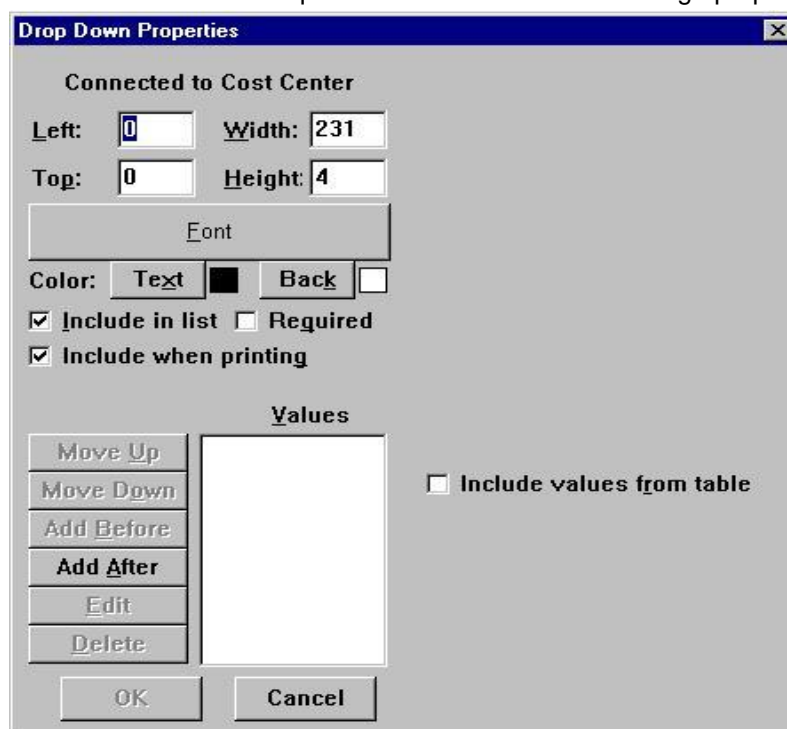 Drop Down Properties
Connected to Cost Center
Left: 0 Width: 231
Top: 0 Height: 4
Font
Color: Text Back
Include in list Required
Include when printing
Values
Move Up
Move Down
Include values from table
Add Before
Add After
Edit
Delete
OK Cancel